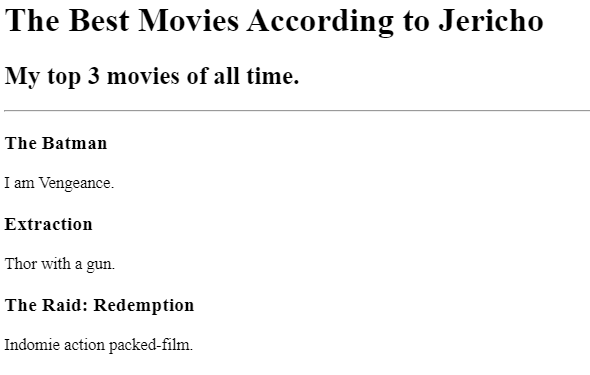 The Best Movies According to Jericho
My top 3 movies of all time.
The Batman
I am Vengeance.
Extraction
Thor with a gun.
The Raid: Redemption
Indomie action packed-film.